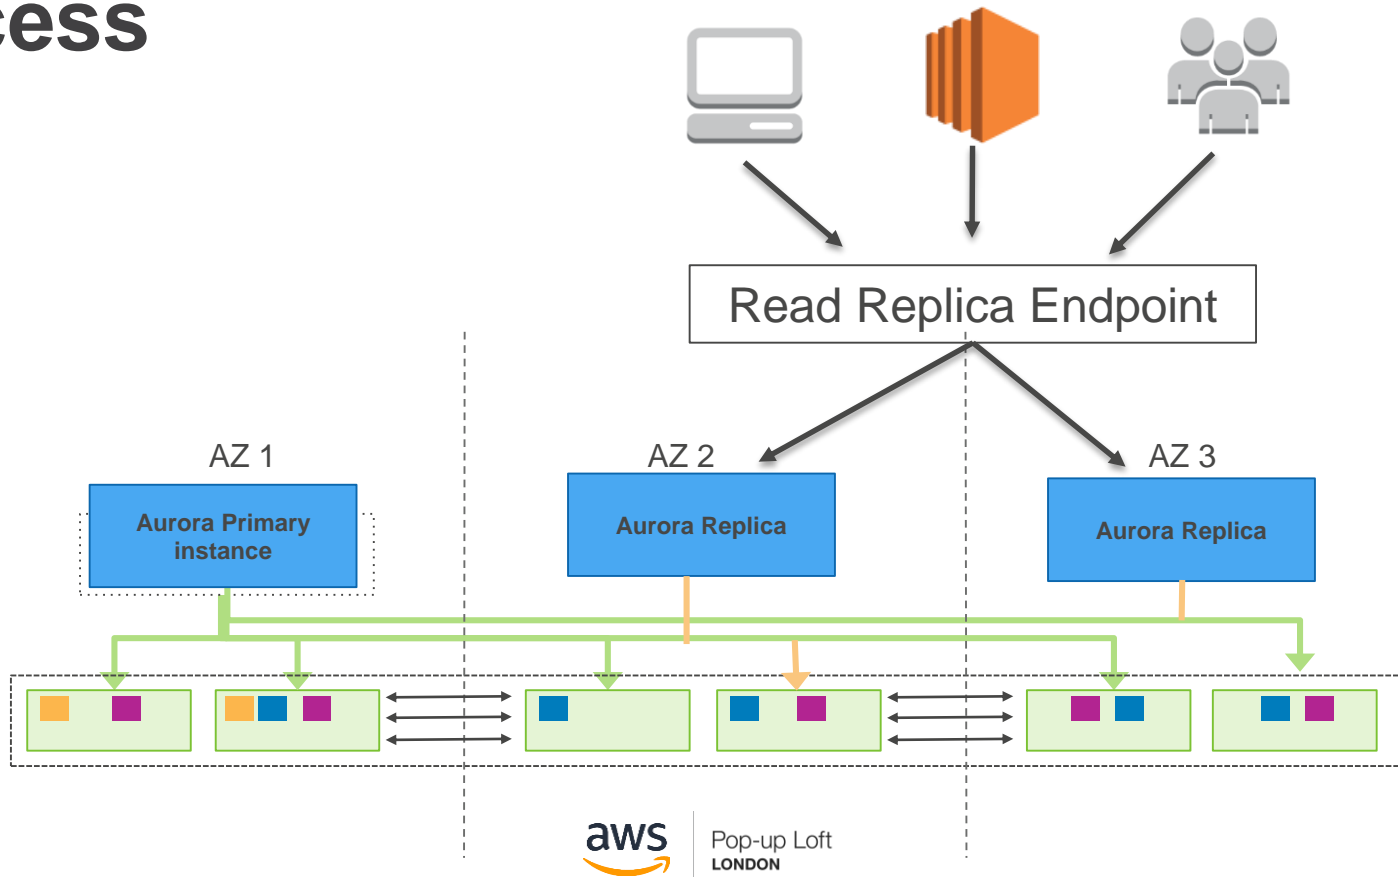 Read Replica Endpoint
AZ 1
AZ 2
AZ 3
Aurora Primary
instance
Aurora Replica
Aurora Replica
aws
Pop-up Loft
LONDON